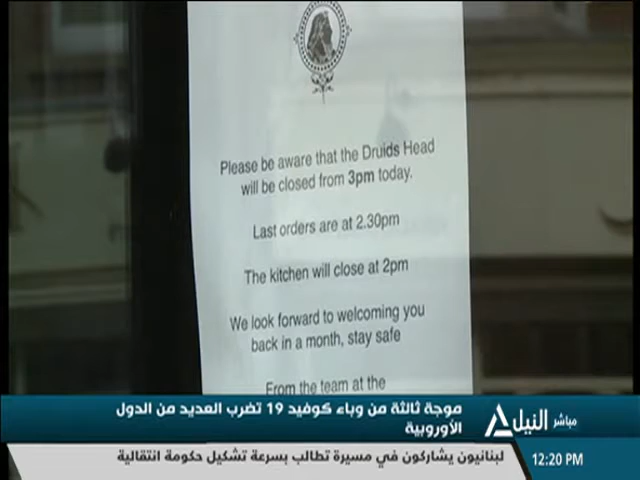 Please be aware that the Druids Head
will be closed from 3pm today.
Last orders are at 2.30pm
The kitchen will close at 2pm
We look forward to welcoming you
back in a month, stay safe
From the team at the
موجة ثالثة من وباء كوفيد 19 تضرب العديد من الدول
الأوروبية
النيل مباشر
لبنانيون يشاركون في مسيرة تطالب بسرعة تشكيل حكومة انتقالية
12:20 PM